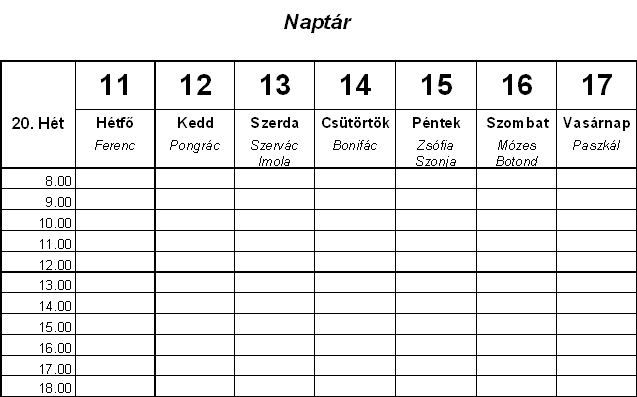 Naptár
11 12 13 14 15 16 17
20. Hét Hétfő Kedd Szerda Csütörtök Péntek Szombat Vasárnap
Ferenc Pongrác Szervác Bonifác Zsófia Mózes Paszkál
Imola Szonja Botond
8.00
9.00
10.00
11.00
12.00
13.00
14.00
15.00
16.00
17.00
18.00